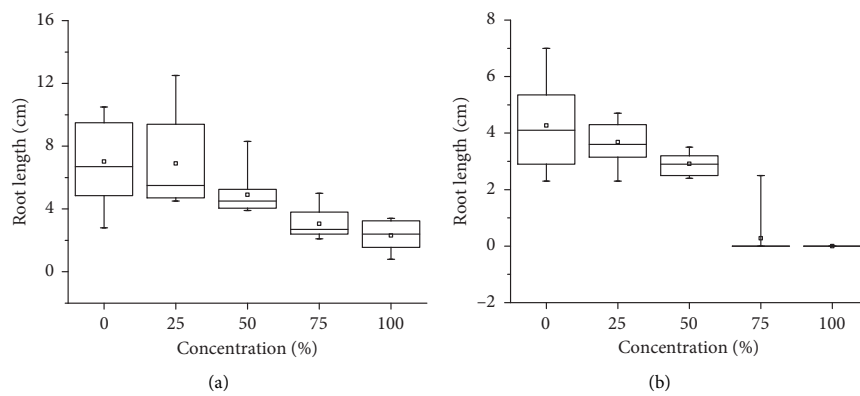 16
12
8
4
0
Root length (cm)
0 25 50 75 100
Concentration (%)
(a)
8
6
4
2
0
–2
Root length (cm)
0 25 50 75 100
Concentration (%)
(b)